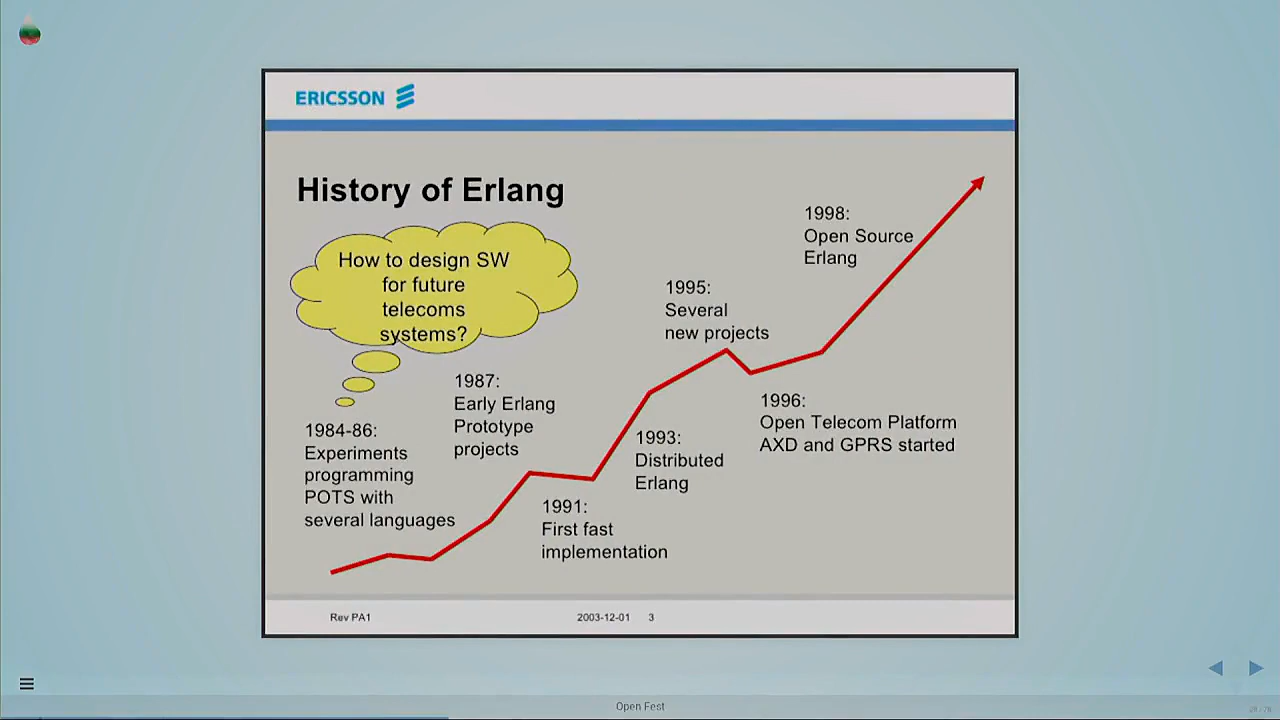 ERICSSON
History of Erlang
How to design SW
for future
telecoms
systems?
1984-86:
Experiments
programming
POTS with
several languages
1987:
Early Erlang
Prototype
projects
1991:
First fast
implementation
1993:
Distributed
Erlang
1995:
Several
new projects
1996:
Open Telecom Platform
AXD and GPRS started
1998:
Open Source
Erlang
Rev PA1
2003-12-01 3
Open Fest